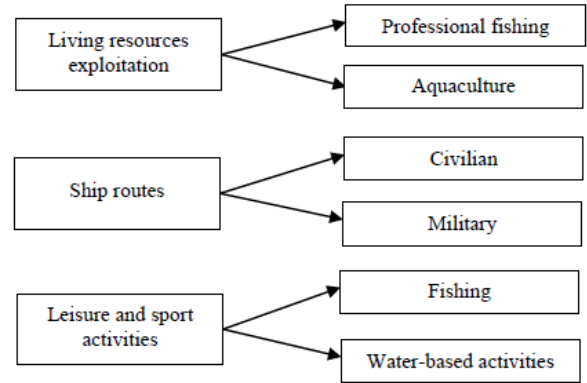 Living resources
exploitation
Professional fishing
Aquaculture
Ship routes
Civilian
Military
Leisure and sport
activities
Fishing
Water-based activities